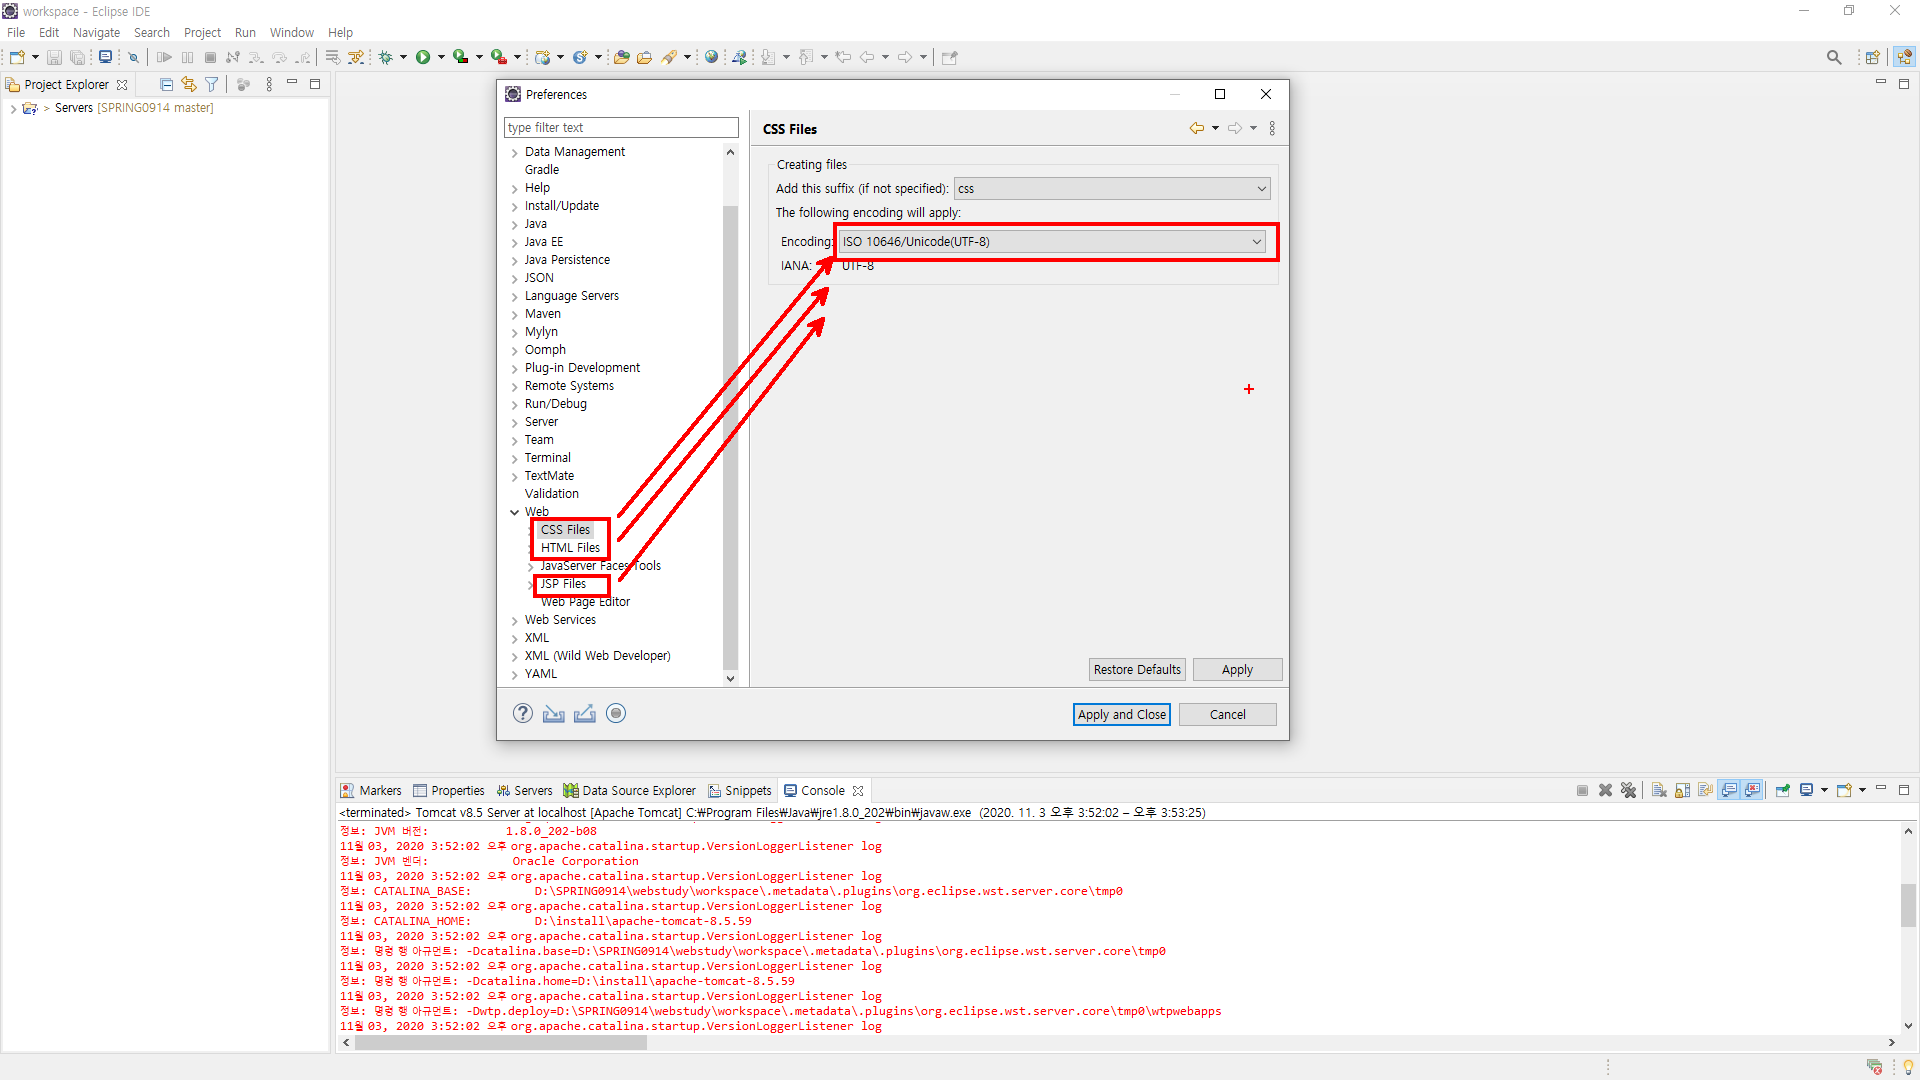 workspace - Eclipse IDE
File Edit Navigate Search Project Run Window Help
Project Explorer
> Servers [SPRING0914 master]
Preferences
type filter text
Data Management
Gradle
Help
Install/Update
Java
Java EE
Java Persistence
JSON
Language Servers
Maven
Mylyn
Oomph
Plug-in Development
Remote Systems
Run/Debug
Server
Team
Terminal
TextMate
Validation
Web
CSS Files
HTML Files
JavaServer Faces Tools
JSP Files
Web Page Editor
Web Services
XML
XML (Wild Web Developer)
YAML
CSS Files
Creating files
Add this suffix (if not specified): css
The following encoding will apply:
Encoding: ISO 10646/Unicode(UTF-8)
IANA: UTF-8
Restore Defaults Apply
Apply and Close Cancel
Markers Properties Servers Data Source Explorer Snippets Console
<terminated> Tomcat v8.5 Server at localhost [Apache Tomcat] C:₩Program Files₩Java₩jre1.8.0_202₩bin₩javaw.exe (2020. 11. 3 오후 3:52:02 – 오후 3:53:25)
정보: JVM 버전: 1.8.0_202-b08
11월 03, 2020 3:52:02 오후 org.apache.catalina.startup.VersionLoggerListener log
정보: JVM 벤더: Oracle Corporation
11월 03, 2020 3:52:02 오후 org.apache.catalina.startup.VersionLoggerListener log
정보: CATALINA_BASE: D:\SPRING0914\webstudy\workspace\.metadata\.plugins\org.eclipse.wst.server.core\tmp0
11월 03, 2020 3:52:02 오후 org.apache.catalina.startup.VersionLoggerListener log
정보: CATALINA_HOME: D:\install\apache-tomcat-8.5.59
11월 03, 2020 3:52:02 오후 org.apache.catalina.startup.VersionLoggerListener log
정보: 명령 행 아규먼트: -Dcatalina.base=D:\SPRING0914\webstudy\workspace\.metadata\.plugins\org.eclipse.wst.server.core\tmp0
11월 03, 2020 3:52:02 오후 org.apache.catalina.startup.VersionLoggerListener log
정보: 명령 행 아규먼트: -Dcatalina.home=D:\install\apache-tomcat-8.5.59
11월 03, 2020 3:52:02 오후 org.apache.catalina.startup.VersionLoggerListener log
정보: 명령 행 아규먼트: -Dwtp.deploy=D:\SPRING0914\webstudy\workspace\.metadata\.plugins\org.eclipse.wst.server.core\tmp0\wtpwebapps
11월 03, 2020 3:52:02 오후 org.apache.catalina.startup.VersionLoggerListener log